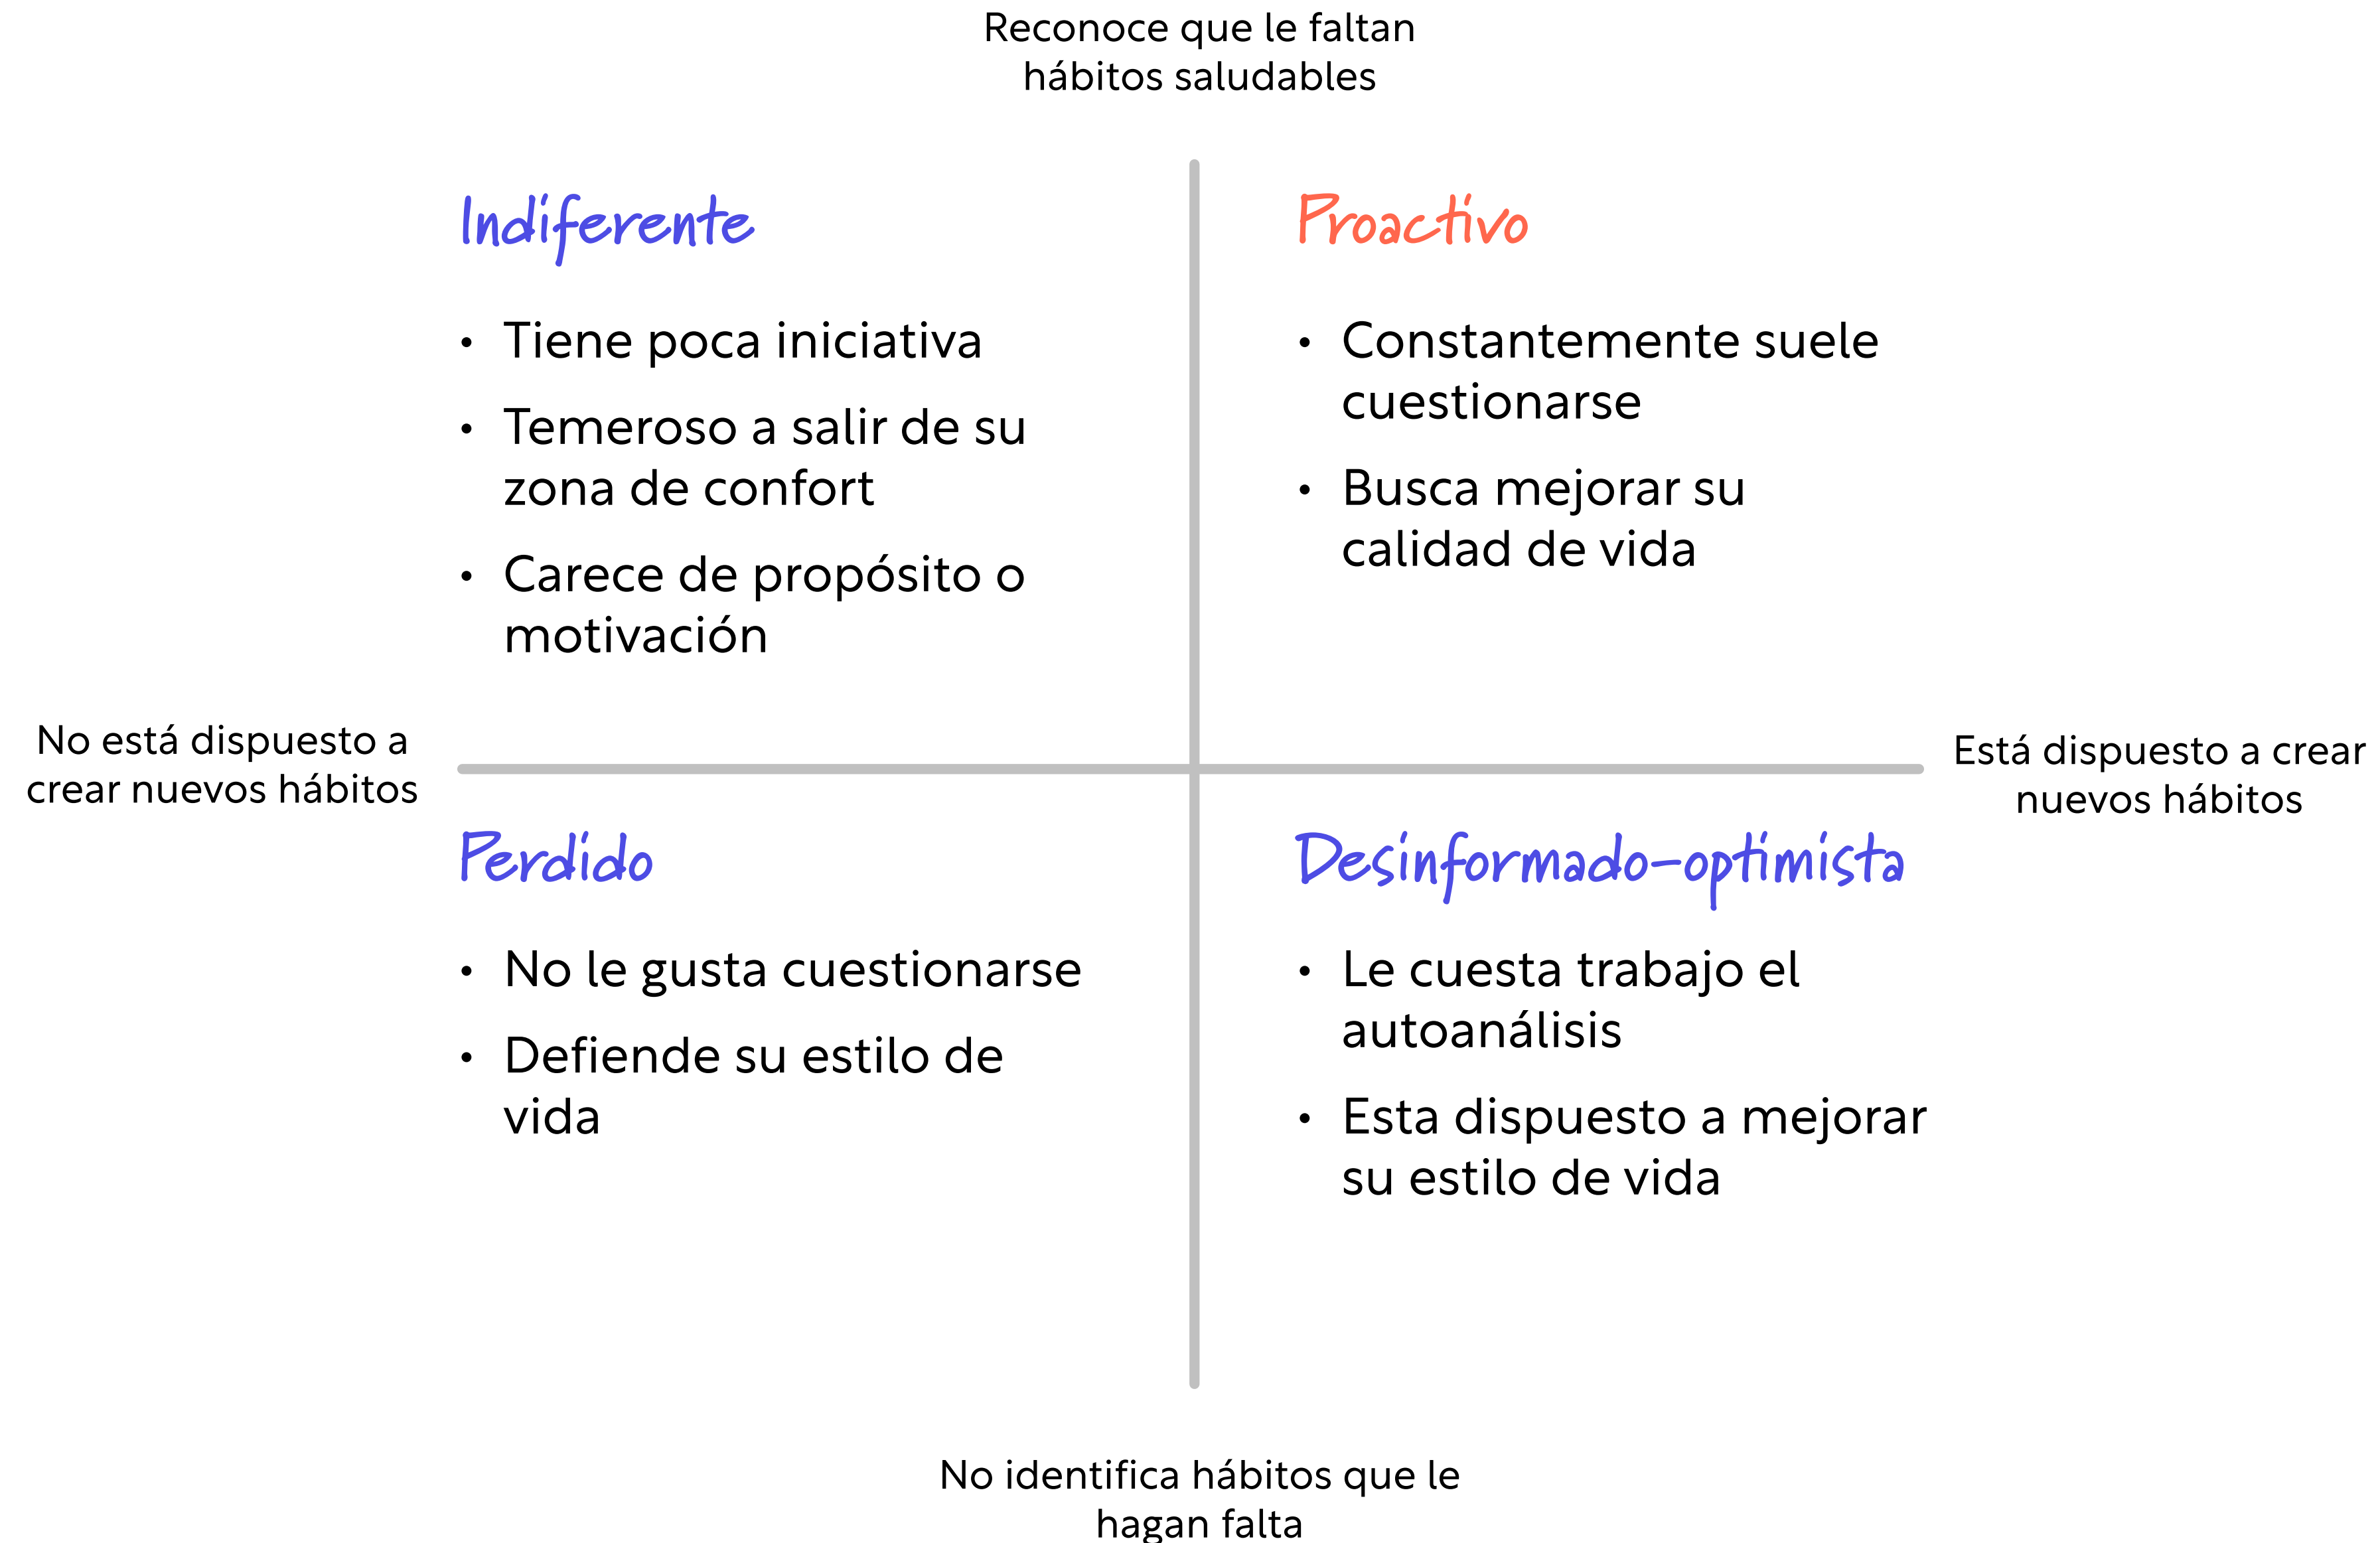 Reconoce que le faltan
hábitos saludables
Indiferente
• Tiene poca iniciativa
• Temeroso a salir de su
zona de confort
• Carece de propósito o
motivación
Proactivo
• Constantemente suele
cuestionarse
• Busca mejorar su
calidad de vida
No está dispuesto a
crear nuevos hábitos
Está dispuesto a crear
nuevos hábitos
Perdido
• No le gusta cuestionarse
• Defiende su estilo de
vida
Desinformado-optimista
• Le cuesta trabajo el
autoanálisis
• Esta dispuesto a mejorar
su estilo de vida
No identifica hábitos que le
hagan falta